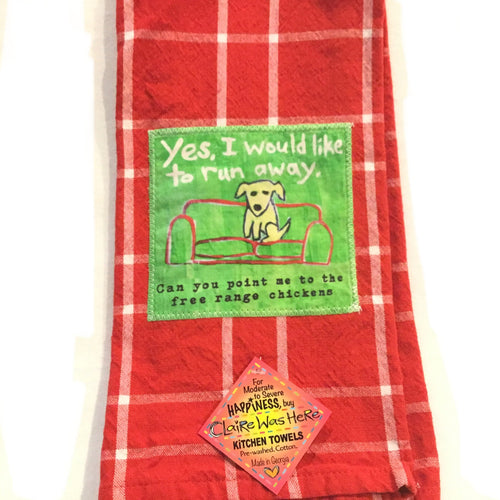 Yes, I would like
to run away.
Can you point me to the
free range chickens
For
Moderate
to Severe
HAPPINESS, buy
Claire Was Here
KITCHEN TOWELS
Pre-washed Cotton
Made in Georgia